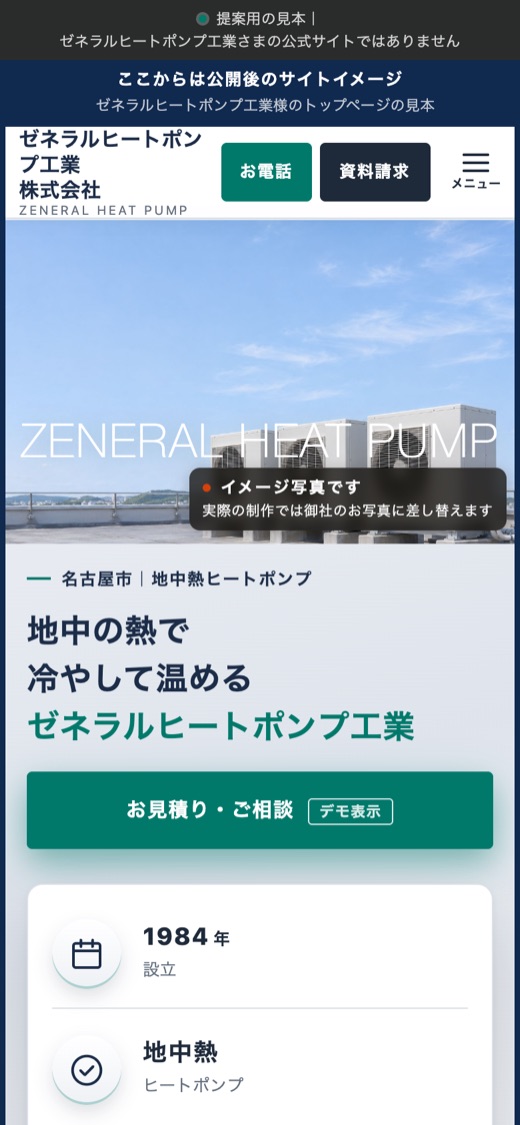 提案用の見本｜
ゼネラルヒートポンプ工業さまの公式サイトではありません
ここからは公開後のサイトイメージ
ゼネラルヒートポンプ工業様のトップページの見本
ゼネラルヒートポン
プ工業
株式会社
ZENERAL HEAT PUMP
お電話
資料請求
メニュー
ZENERAL HEAT PUMP
イメージ写真です
実際の制作では御社のお写真に差し替えます
名古屋市｜地中熱ヒートポンプ
地中の熱で
冷やして温める
ゼネラルヒートポンプ工業
お見積り・ご相談 デモ表示
1984 年
設立
地中熱
ヒートポンプ